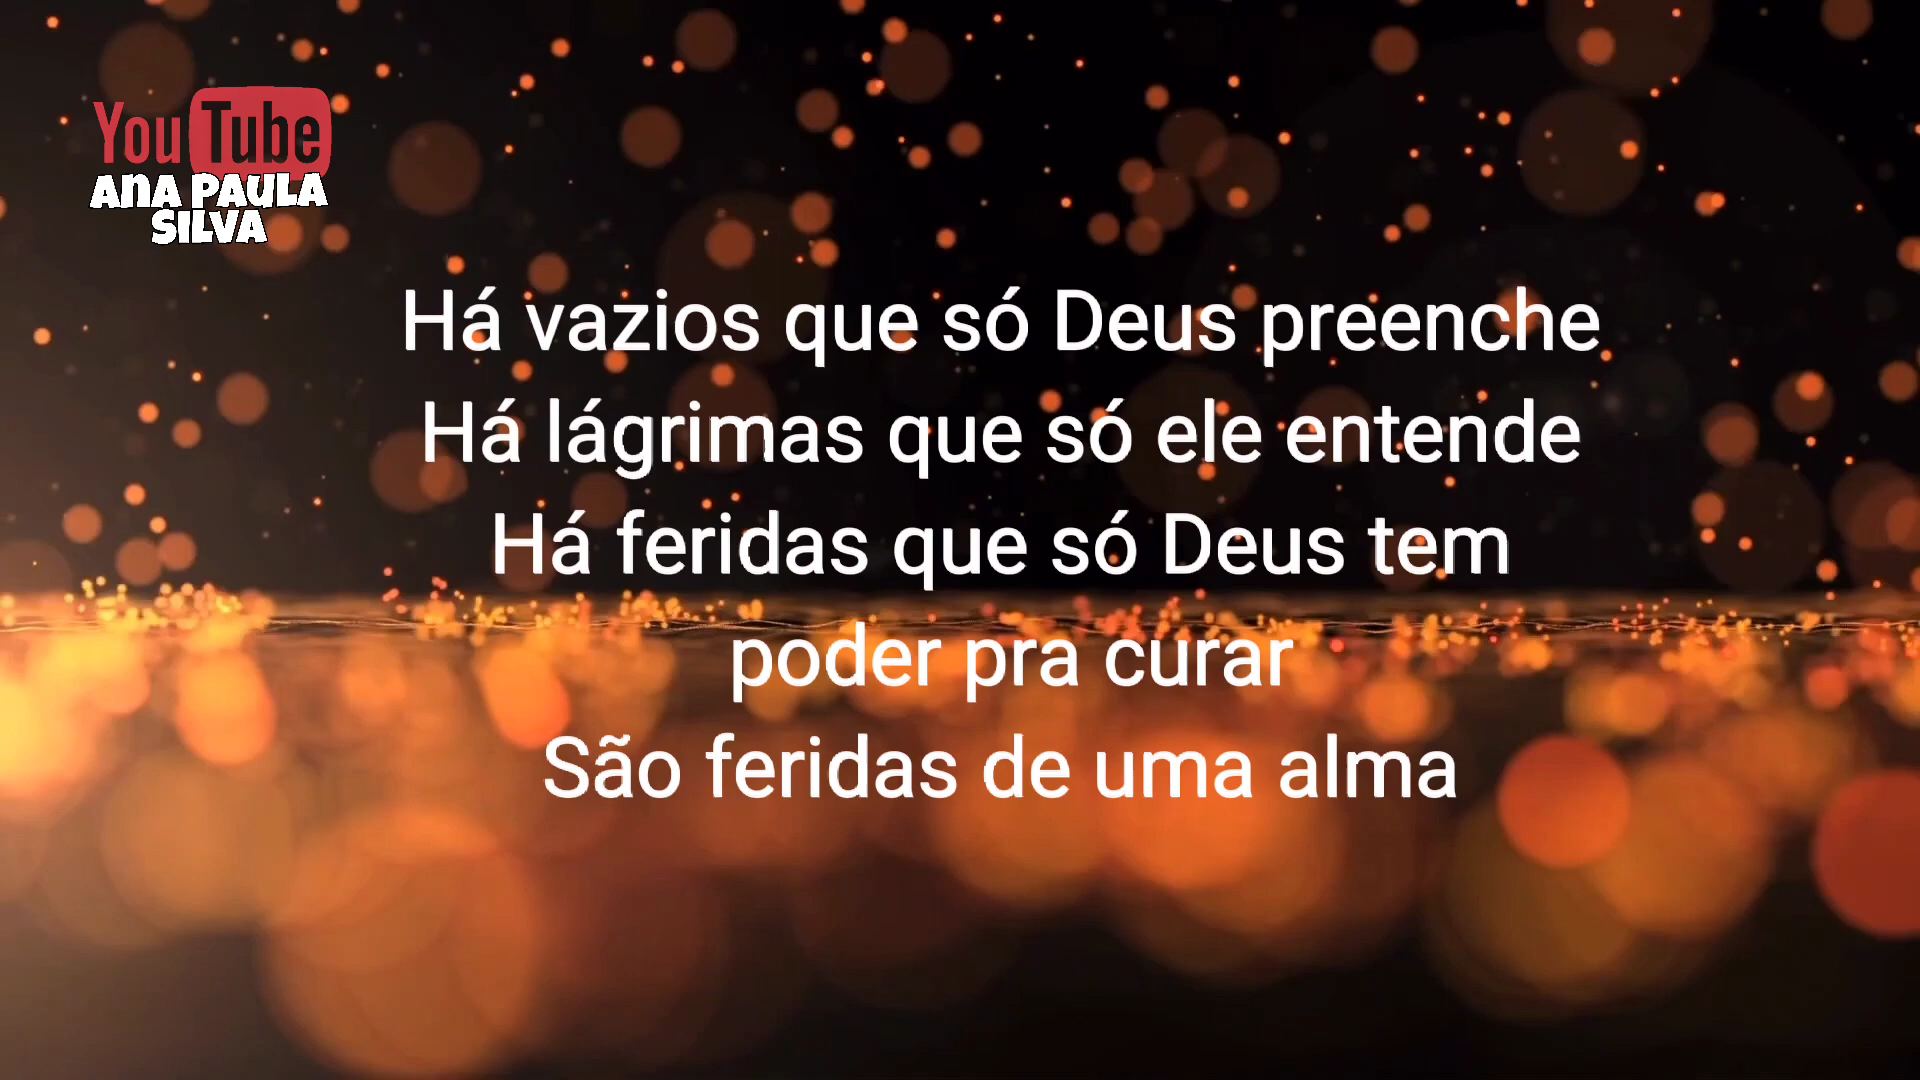 YouTube
ANA PAULA
SILVA
Há vazios que só Deus preenche
Há lágrimas que só ele entende
Há feridas que só Deus tem
poder pra curar
São feridas de uma alma